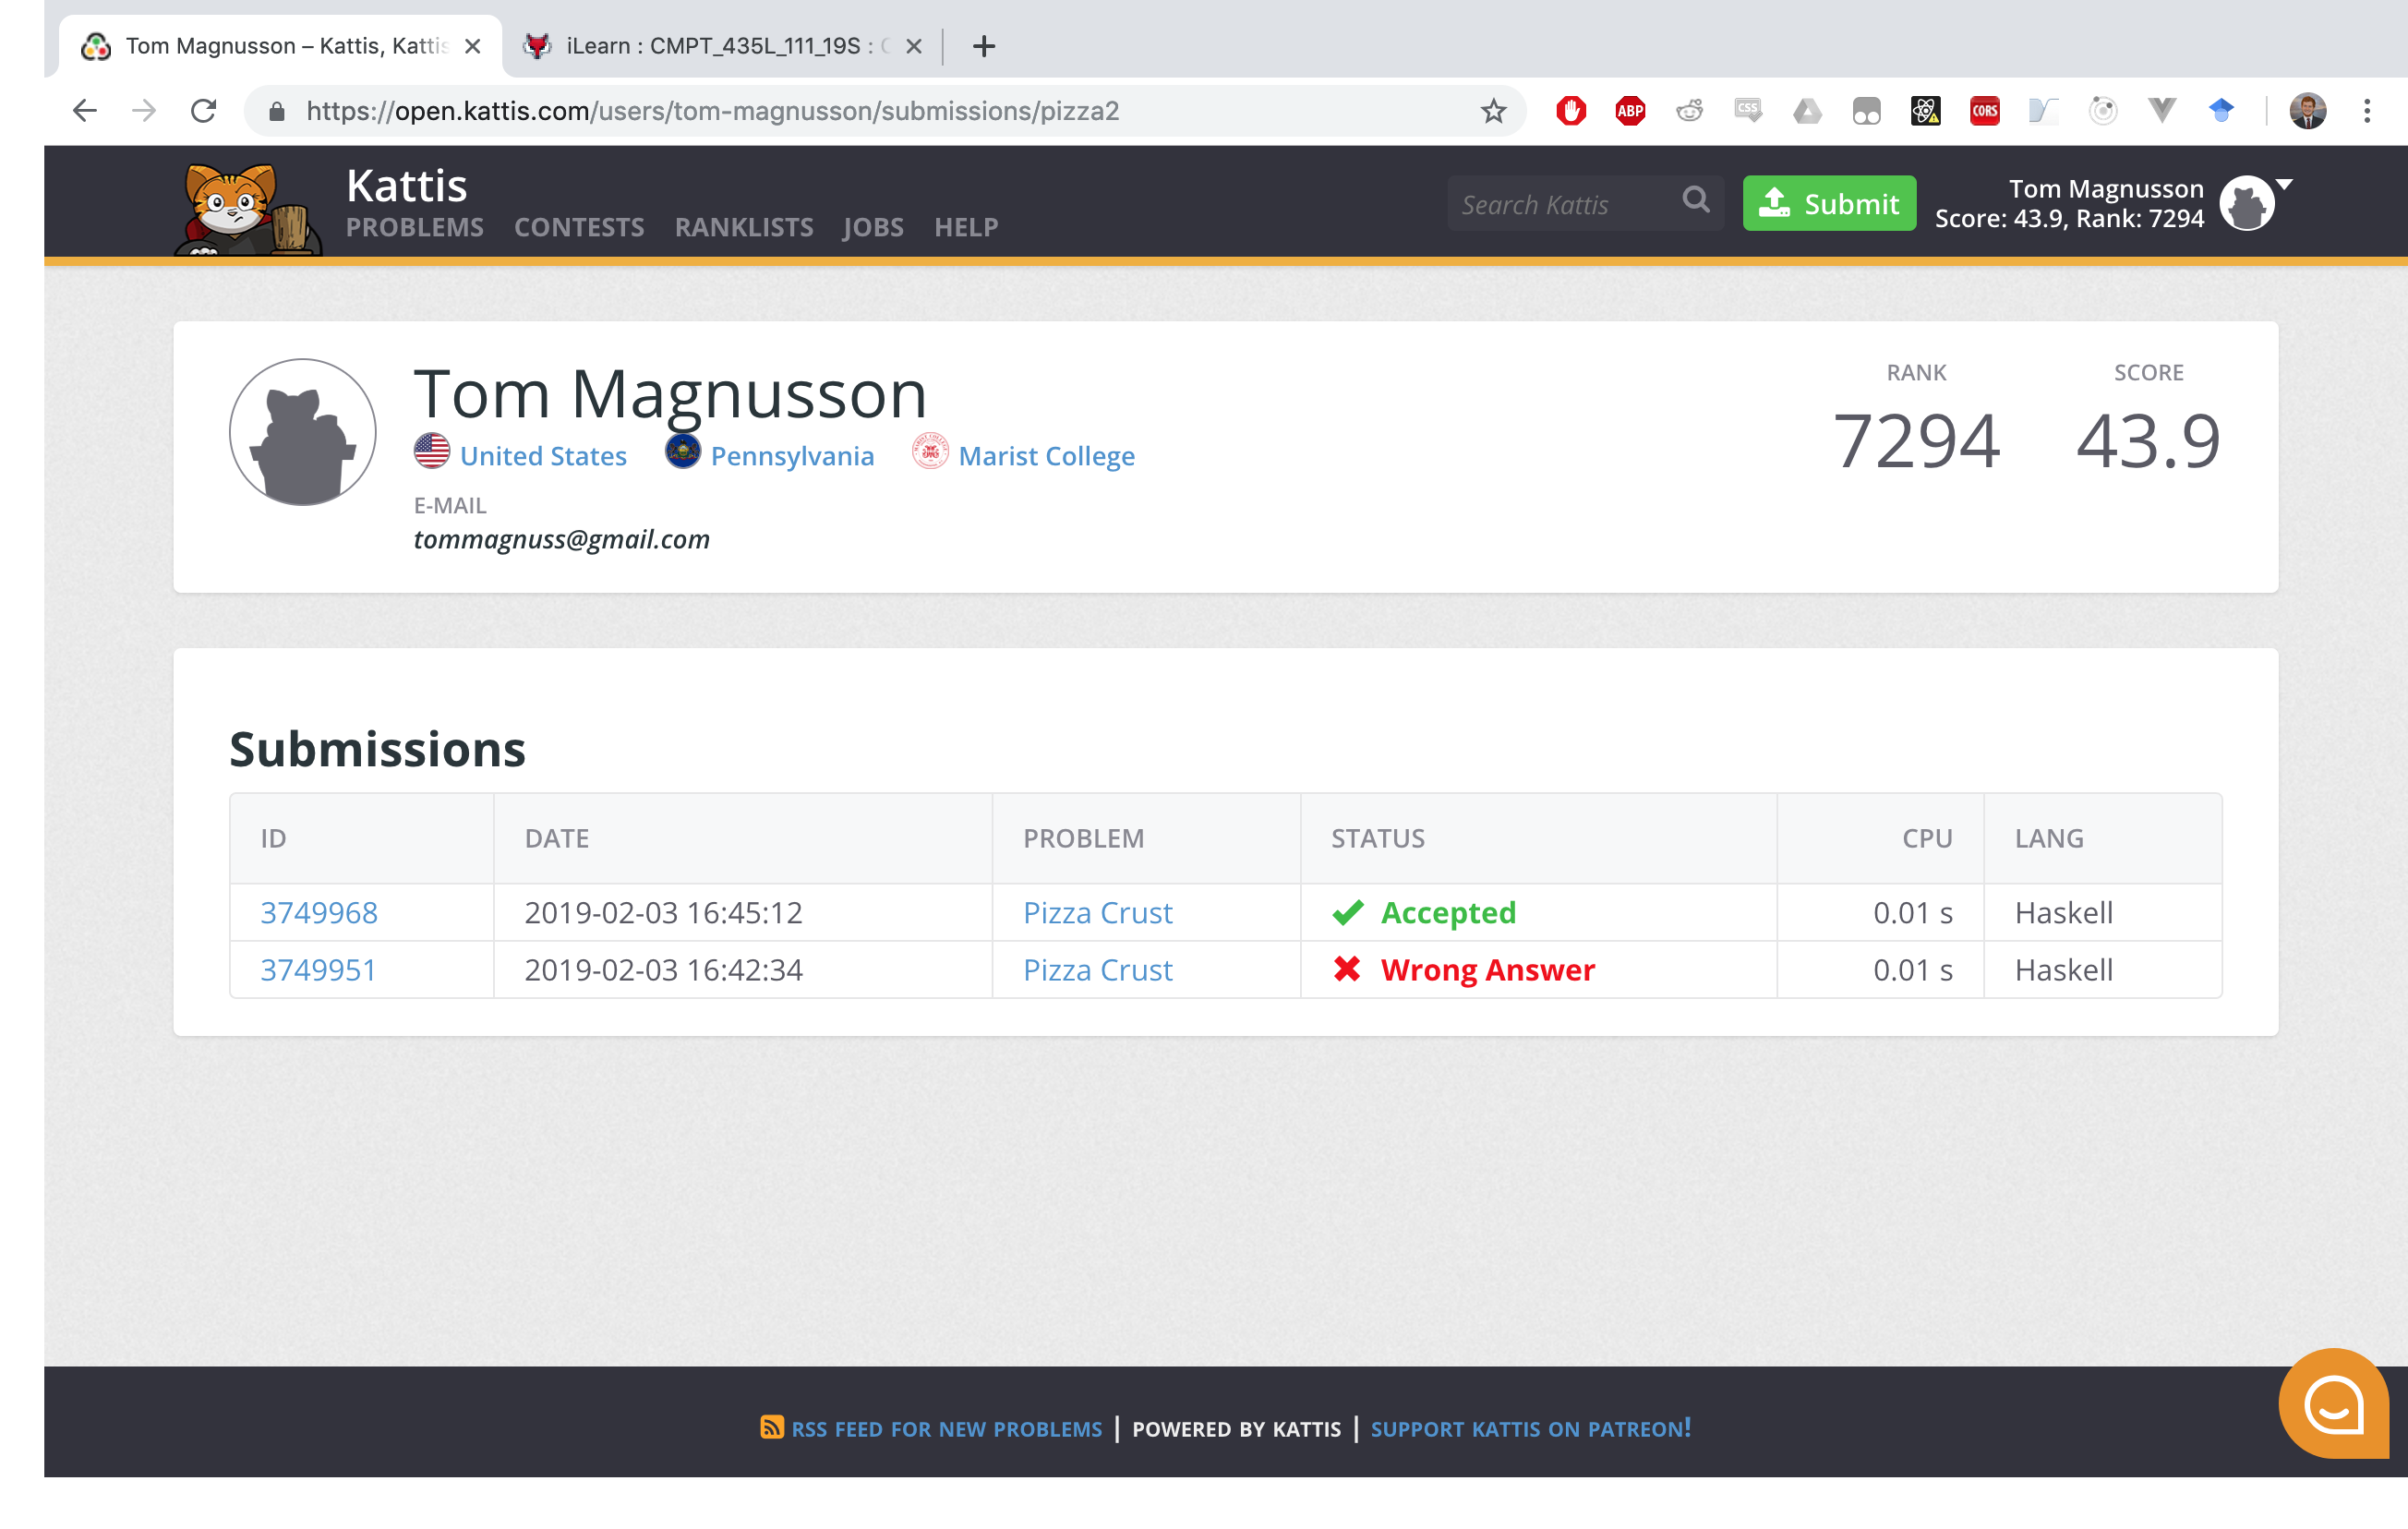 Tom Magnusson – Kattis, Kattis
iLearn : CMPT_435L_111_19S : C
https://open.kattis.com/users/tom-magnusson/submissions/pizza2
ABP
CSS
CORS
Kattis
PROBLEMS CONTESTS RANKLISTS JOBS HELP
Search Kattis
Submit
Tom Magnusson
Score: 43.9, Rank: 7294
Tom Magnusson
United States Pennsylvania Marist College
E-MAIL
tommagnuss@gmail.com
RANK SCORE
7294 43.9
Submissions
ID DATE PROBLEM STATUS CPU LANG
3749968 2019-02-03 16:45:12 Pizza Crust Accepted 0.01 s Haskell
3749951 2019-02-03 16:42:34 Pizza Crust Wrong Answer 0.01 s Haskell
RSS FEED FOR NEW PROBLEMS | POWERED BY KATTIS | SUPPORT KATTIS ON PATREON!